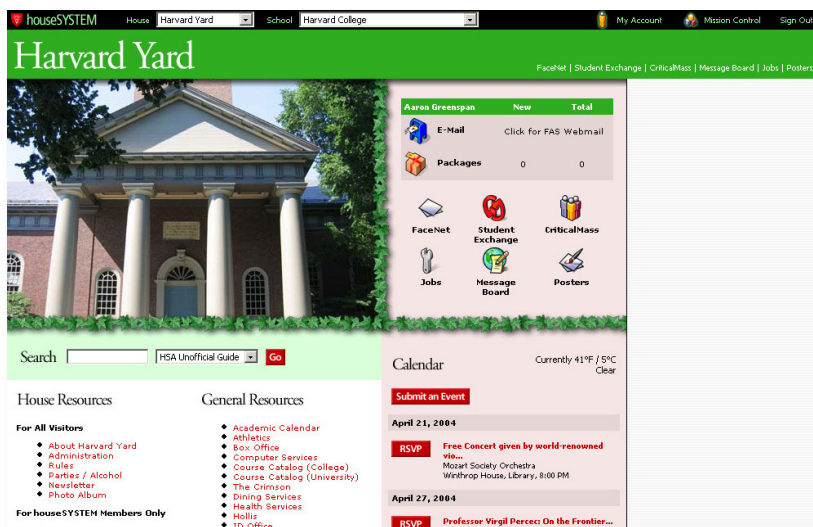 houseSYSTEM House Harvard Yard School Harvard College My Account Mission Control Sign Out
Harvard Yard
FaceNet | Student Exchange | CriticalMass | Message Board | Jobs | Posters
Aaron Greenspan New Total
E-Mail Click for FAS Webmail
Packages 0 0
FaceNet Student Exchange CriticalMass
Jobs Message Board Posters
Search HSA Unofficial Guide Go
Calendar Currently 41°F / 5°C
Clear
Submit an Event
House Resources
For All Visitors
About Harvard Yard
Administration
Rules
Parties / Alcohol
Newsletter
Photo Album
For houseSYSTEM Members Only
General Resources
Academic Calendar
Athletics
Box Office
Computer Services
Course Catalog (College)
Course Catalog (University)
The Crimson
Dining Services
Health Services
Hollis
ID Office
April 21, 2004
RSVP Free Concert given by world-renowned
vio...
Mozart Society Orchestra
Winthrop House, Library, 8:00 PM
April 27, 2004
RSVP Professor Virgil Percec: On the Frontier...